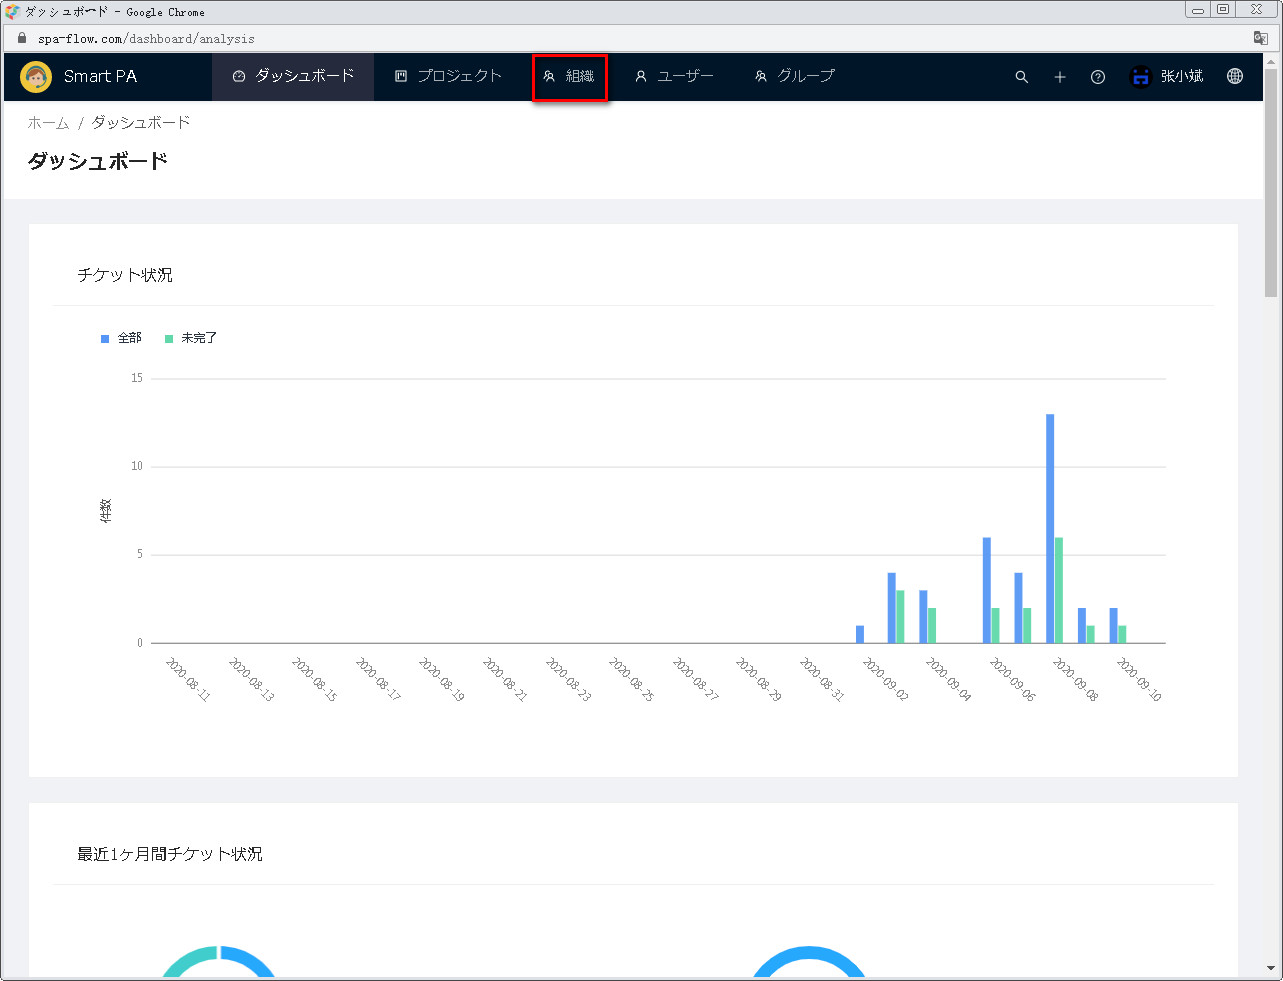 ダッシュボード - Google Chrome
spa-flow.com/dashboard/analysis
Smart PA ダッシュボード プロジェクト 組織 ユーザー グループ 张小斌
ホーム / ダッシュボード
ダッシュボード
チケット状況
全部 未完了
15
10
件数
5
0
2020-08-11 2020-08-13 2020-08-15 2020-08-17 2020-08-19 2020-08-21 2020-08-23 2020-08-25 2020-08-27 2020-08-29 2020-08-31 2020-09-02 2020-09-04 2020-09-06 2020-09-08 2020-09-10
最近1ヶ月間チケット状況